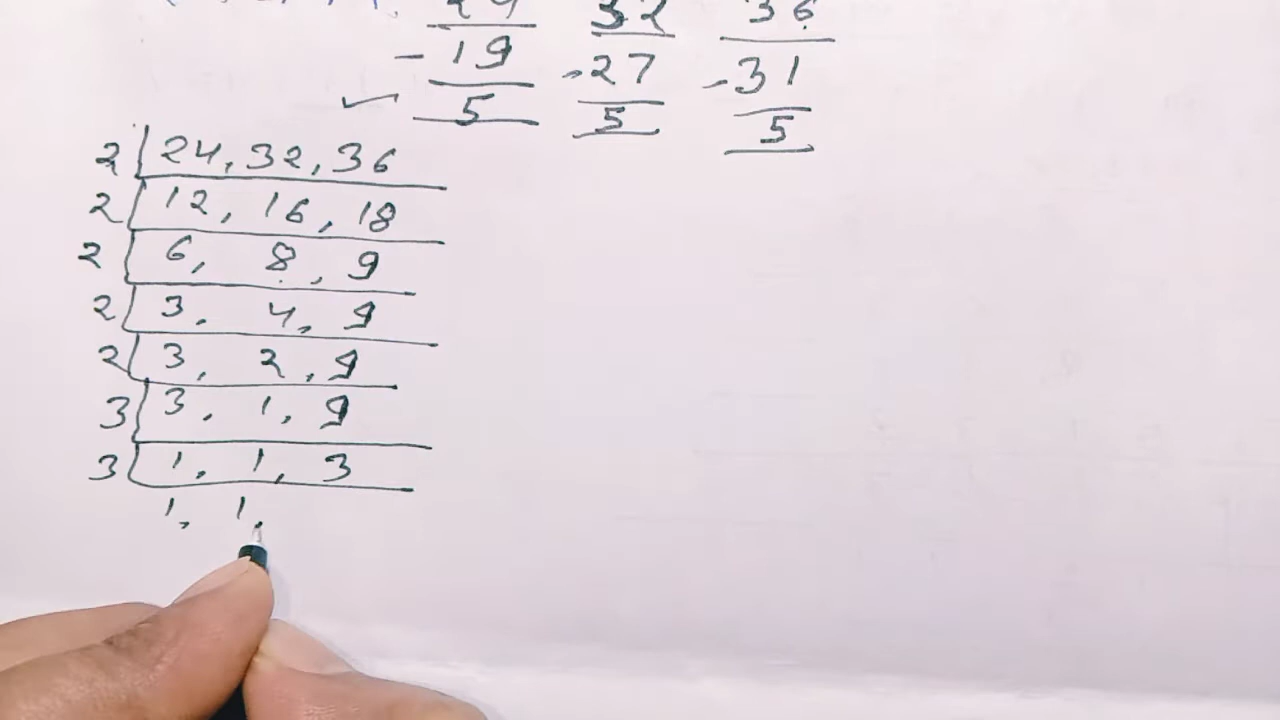 24 32 36
- 19 - 27 - 31
✓ 5 5 5
2 | 24, 32, 36
2 | 12, 16, 18
2 | 6, 8, 9
2 | 3, 4, 9
2 | 3, 2, 9
3 | 3, 1, 9
3 | 1, 1, 3
1, 1,